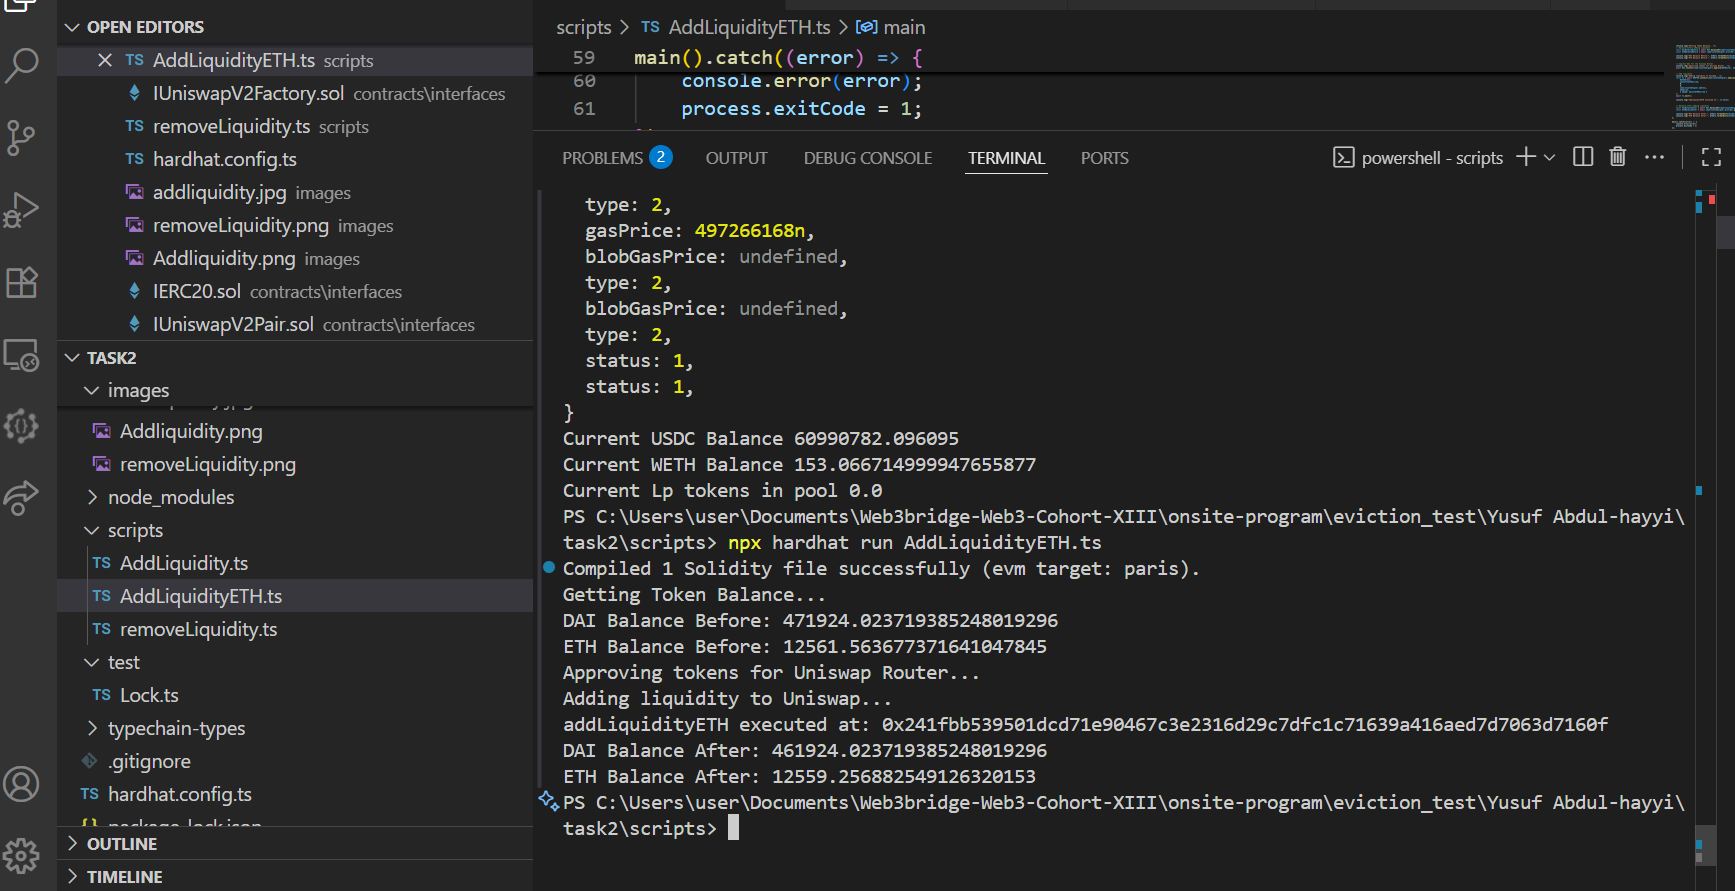 OPEN EDITORS
TS AddLiquidityETH.ts scripts
IUniswapV2Factory.sol contracts\interfaces
TS removeLiquidity.ts scripts
TS hardhat.config.ts
addliquidity.jpg images
removeLiquidity.png images
Addliquidity.png images
IERC20.sol contracts\interfaces
IUniswapV2Pair.sol contracts\interfaces
TASK2
images
Addliquidity.png
removeLiquidity.png
node_modules
scripts
TS AddLiquidity.ts
TS AddLiquidityETH.ts
TS removeLiquidity.ts
test
TS Lock.ts
typechain-types
.gitignore
TS hardhat.config.ts
{} package-lock.json
OUTLINE
TIMELINE
scripts > TS AddLiquidityETH.ts > main
59 main().catch((error) => {
60 console.error(error);
61 process.exitCode = 1;
PROBLEMS 2 OUTPUT DEBUG CONSOLE TERMINAL PORTS powershell - scripts
type: 2,
gasPrice: 497266168n,
blobGasPrice: undefined,
type: 2,
blobGasPrice: undefined,
type: 2,
status: 1,
status: 1,
}
Current USDC Balance 60990782.096095
Current WETH Balance 153.066714999947655877
Current Lp tokens in pool 0.0
PS C:\Users\user\Documents\Web3bridge-Web3-Cohort-XIII\onsite-program\eviction_test\Yusuf Abdul-hayyi\
task2\scripts> npx hardhat run AddLiquidityETH.ts
Compiled 1 Solidity file successfully (evm target: paris).
Getting Token Balance...
DAI Balance Before: 471924.023719385248019296
ETH Balance Before: 12561.563677371641047845
Approving tokens for Uniswap Router...
Adding liquidity to Uniswap...
addLiquidityETH executed at: 0x241fbb539501dcd71e90467c3e2316d29c7dfc1c71639a416aed7d7063d7160f
DAI Balance After: 461924.023719385248019296
ETH Balance After: 12559.256882549126320153
PS C:\Users\user\Documents\Web3bridge-Web3-Cohort-XIII\onsite-program\eviction_test\Yusuf Abdul-hayyi\
task2\scripts>